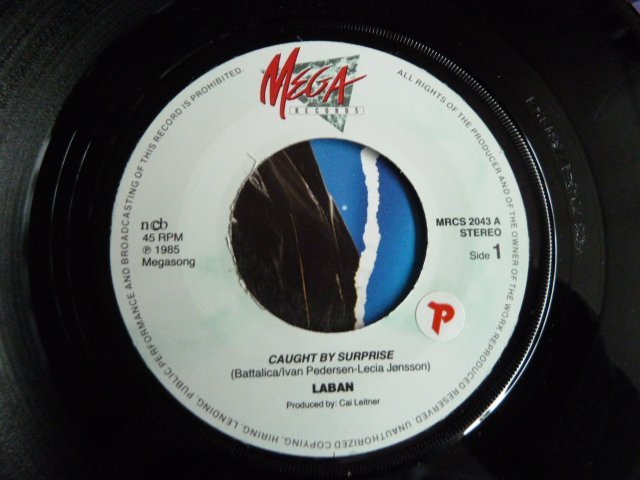 MEGA
RECORDS
ALL RIGHTS OF THE PRODUCER AND OF THE OWNER OF THE WORK REPRODUCED RESERVED. UNAUTHORIZED COPYING, HIRING, LENDING, PUBLIC PERFORMANCE AND BROADCASTING OF THIS RECORD IS PROHIBITED.
ncb
45 RPM
℗ 1985
Megasong
MRCS 2043 A
STEREO
Side 1
P
CAUGHT BY SURPRISE
(Battalica/Ivan Pedersen-Lecia Jønsson)
LABAN
Produced by: Cai Leitner